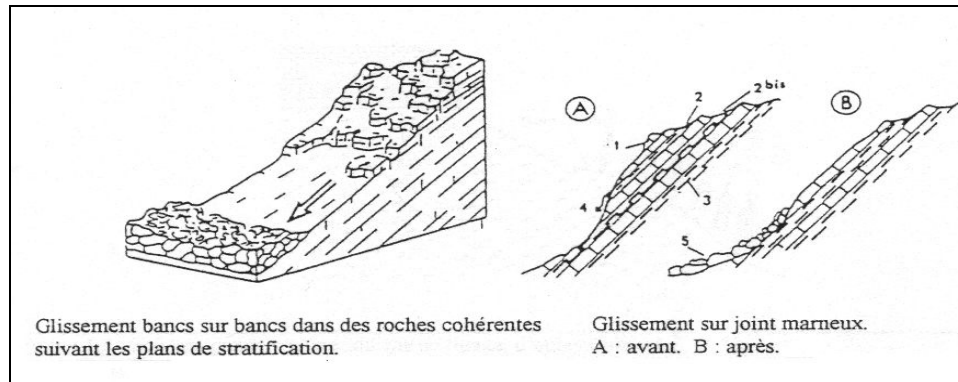 A
B
1
2
2 bis
3
4
5
Glissement bancs sur bancs dans des roches cohérentes
suivant les plans de stratification.
Glissement sur joint marneux.
A : avant. B : après.